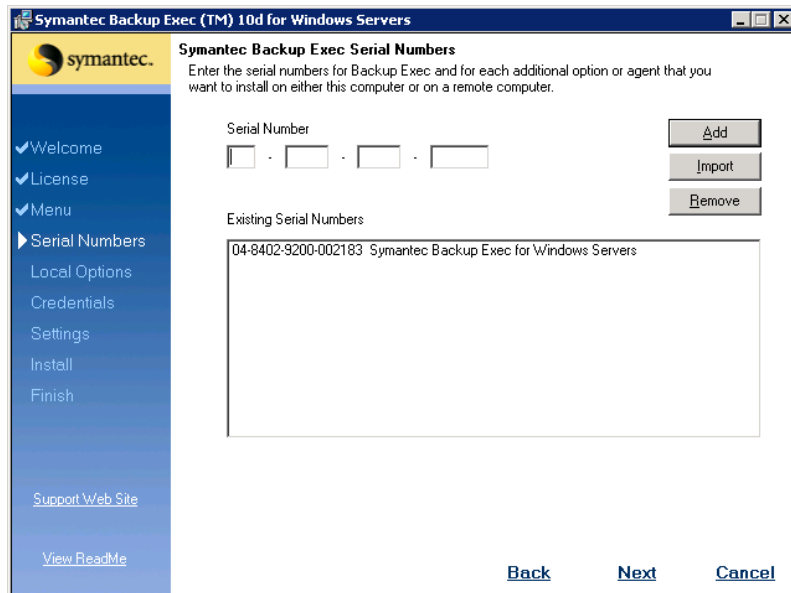 Symantec Backup Exec (TM) 10d for Windows Servers
symantec.
Symantec Backup Exec Serial Numbers
Enter the serial numbers for Backup Exec and for each additional option or agent that you
want to install on either this computer or on a remote computer.
Welcome
License
Menu
Serial Numbers
Local Options
Credentials
Settings
Install
Finish
Support Web Site
View ReadMe
Serial Number
- - -
Add
Import
Remove
Existing Serial Numbers
04-8402-9200-002183 Symantec Backup Exec for Windows Servers
Back Next Cancel